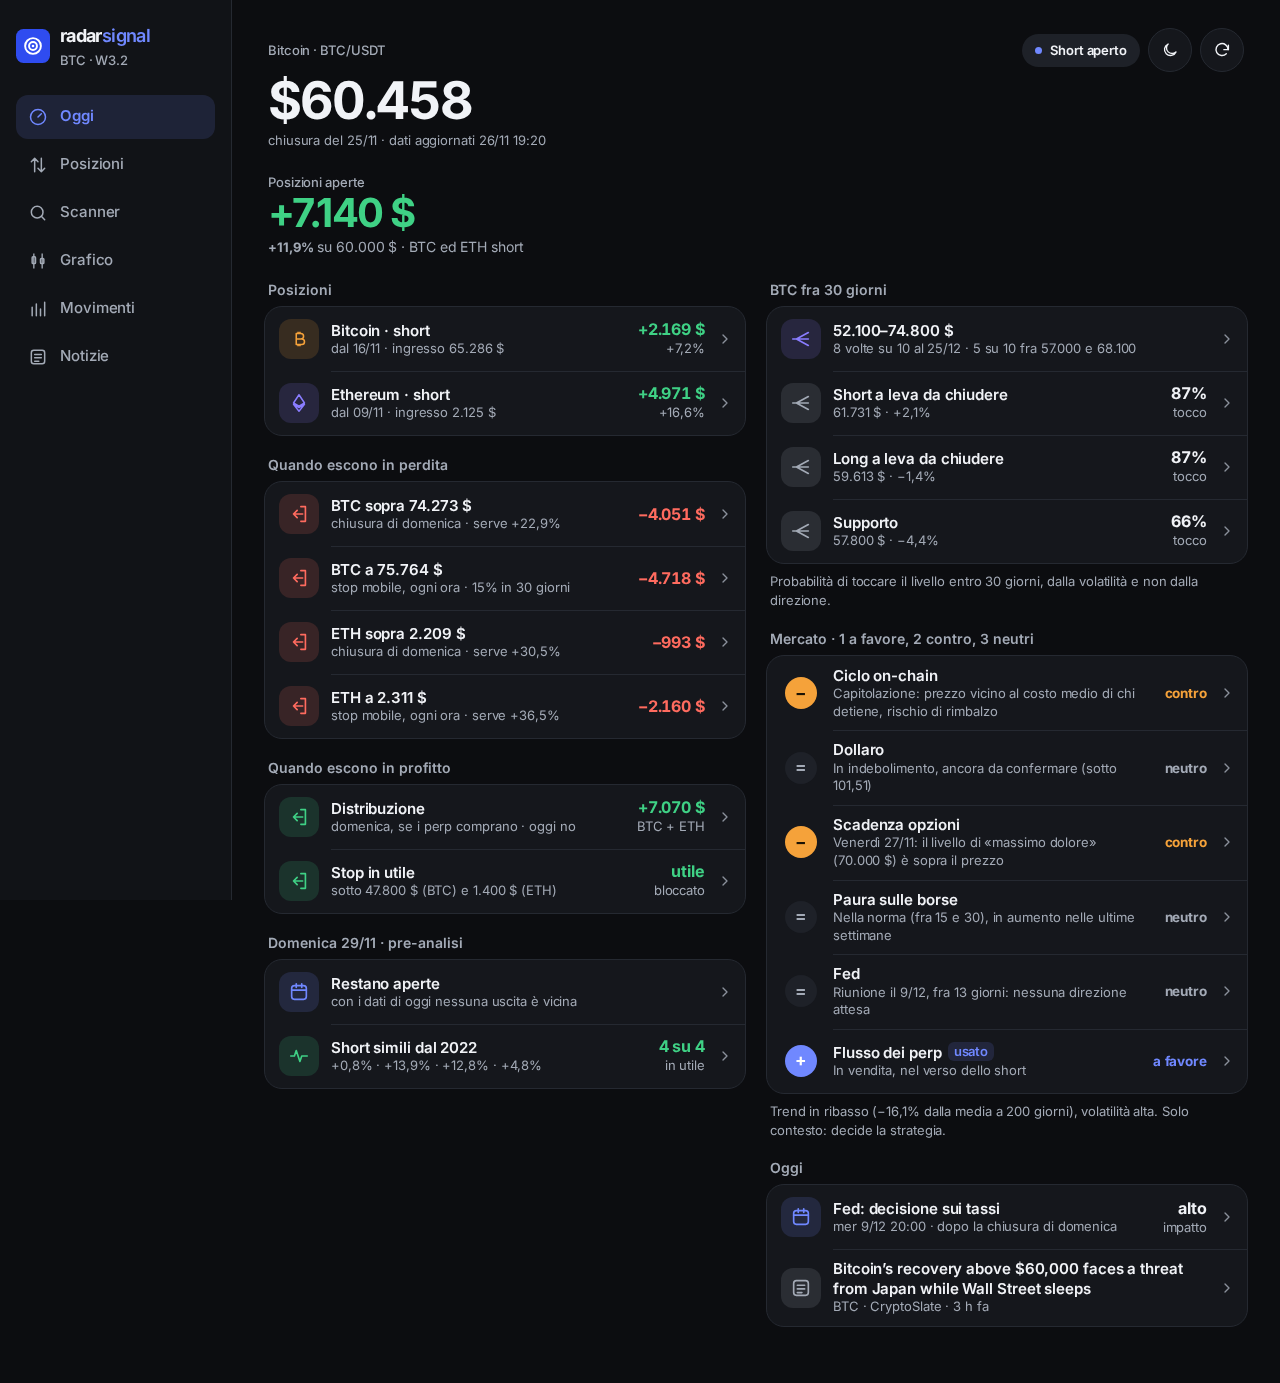 radarsignal
BTC · W3.2
Oggi
Posizioni
Scanner
Grafico
Movimenti
Notizie
Bitcoin · BTC/USDT
Short aperto
$60.458
chiusura del 25/11 · dati aggiornati 26/11 19:20
Posizioni aperte
+7.140 $
+11,9% su 60.000 $ · BTC ed ETH short
Posizioni
Bitcoin · short
+2.169 $
dal 16/11 · ingresso 65.286 $
+7,2%
Ethereum · short
+4.971 $
dal 09/11 · ingresso 2.125 $
+16,6%
Quando escono in perdita
BTC sopra 74.273 $
chiusura di domenica · serve +22,9%
−4.051 $
BTC a 75.764 $
stop mobile, ogni ora · 15% in 30 giorni
−4.718 $
ETH sopra 2.209 $
chiusura di domenica · serve +30,5%
−993 $
ETH a 2.311 $
stop mobile, ogni ora · serve +36,5%
−2.160 $
Quando escono in profitto
Distribuzione
+7.070 $
domenica, se i perp comprano · oggi no
BTC + ETH
Stop in utile
utile
sotto 47.800 $ (BTC) e 1.400 $ (ETH)
bloccato
Domenica 29/11 · pre-analisi
Restano aperte
con i dati di oggi nessuna uscita è vicina
Short simili dal 2022
4 su 4
+0,8% · +13,9% · +12,8% · +4,8%
in utile
BTC fra 30 giorni
52.100–74.800 $
8 volte su 10 al 25/12 · 5 su 10 fra 57.000 e 68.100
Short a leva da chiudere
87%
61.731 $ · +2,1%
tocco
Long a leva da chiudere
87%
59.613 $ · −1,4%
tocco
Supporto
66%
57.800 $ · −4,4%
tocco
Probabilità di toccare il livello entro 30 giorni, dalla volatilità e non dalla
direzione.
Mercato · 1 a favore, 2 contro, 3 neutri
Ciclo on-chain
Capitolazione: prezzo vicino al costo medio di chi
detiene, rischio di rimbalzo
contro
Dollaro
In indebolimento, ancora da confermare (sotto
101,51)
neutro
Scadenza opzioni
Venerdì 27/11: il livello di «massimo dolore»
(70.000 $) è sopra il prezzo
contro
Paura sulle borse
Nella norma (fra 15 e 30), in aumento nelle ultime
settimane
neutro
Fed
Riunione il 9/12, fra 13 giorni: nessuna direzione
attesa
neutro
Flusso dei perp usato
In vendita, nel verso dello short
a favore
Trend in ribasso (−16,1% dalla media a 200 giorni), volatilità alta. Solo
contesto: decide la strategia.
Oggi
Fed: decisione sui tassi
alto
mer 9/12 20:00 · dopo la chiusura di domenica
impatto
Bitcoin’s recovery above $60,000 faces a threat
from Japan while Wall Street sleeps
BTC · CryptoSlate · 3 h fa